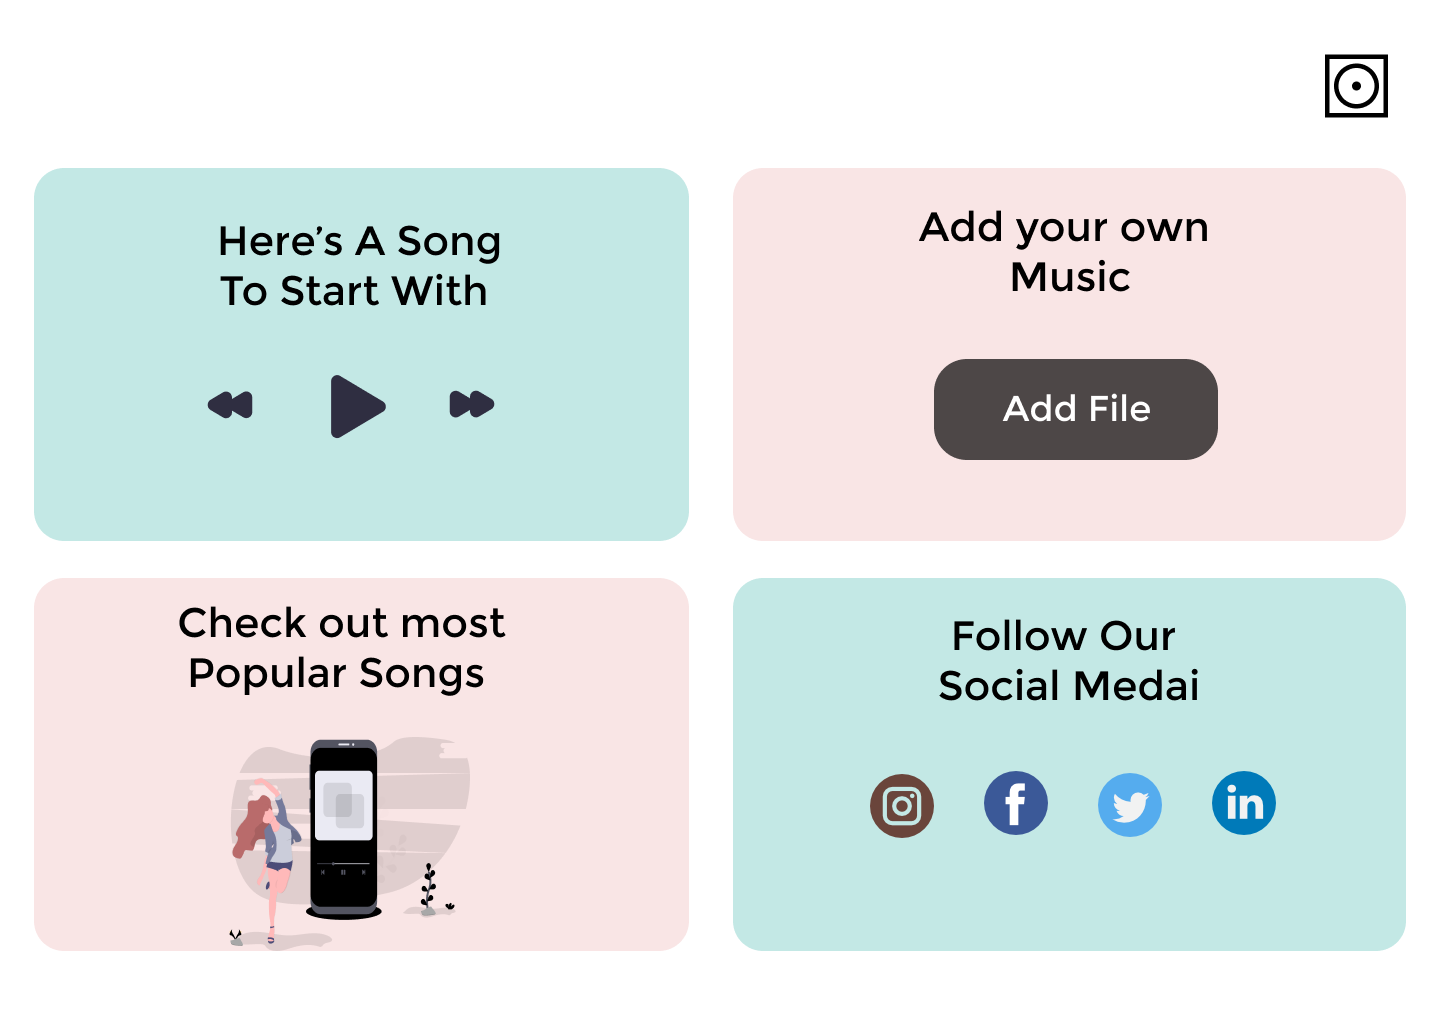 Here’s A Song
To Start With
Add your own
Music
Add File
Check out most
Popular Songs
Follow Our
Social Medai